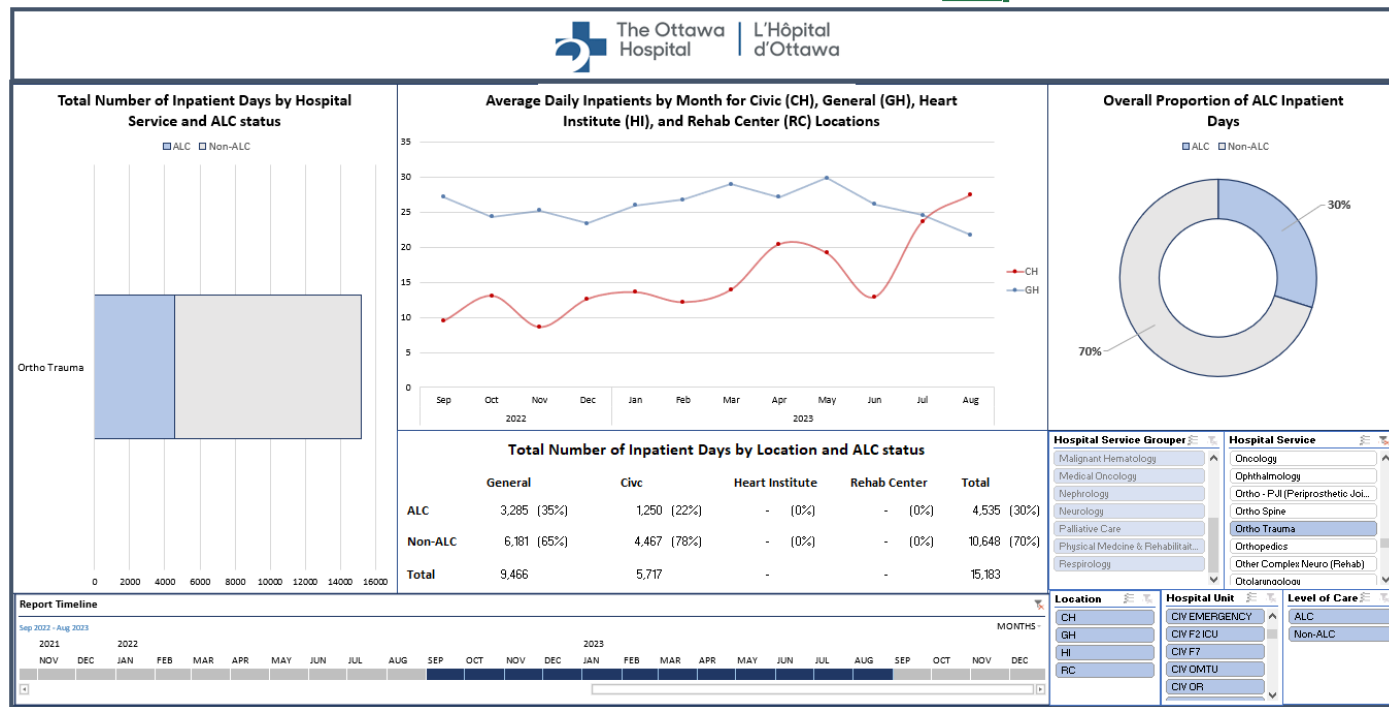 The Ottawa Hospital
L'Hôpital d'Ottawa
Total Number of Inpatient Days by Hospital
Service and ALC status
ALC Non-ALC
Ortho Trauma
0 2000 4000 6000 8000 10000 12000 14000 16000
Average Daily Inpatients by Month for Civic (CH), General (GH), Heart
Institute (HI), and Rehab Center (RC) Locations
35
30
25
20
15
10
5
0
CH
GH
Sep Oct Nov Dec Jan Feb Mar Apr May Jun Jul Aug
2022 2023
Overall Proportion of ALC Inpatient
Days
ALC Non-ALC
30%
70%
Total Number of Inpatient Days by Location and ALC status
General Civc Heart Institute Rehab Center Total
ALC 3,285 (35%) 1,250 (22%) - (0%) - (0%) 4,535 (30%)
Non-ALC 6,181 (65%) 4,467 (78%) - (0%) - (0%) 10,648 (70%)
Total 9,466 5,717 - - 15,183
Hospital Service Grouper
Malignant Hematology
Medical Oncology
Nephrology
Neurology
Palliative Care
Physical Medcine & Rehabilitait...
Respirology
Hospital Service
Oncology
Ophthalmology
Ortho - PJI (Periprosthetic Joi...
Ortho Spine
Ortho Trauma
Orthopedics
Other Complex Neuro (Rehab)
Otolaryngology
Report Timeline
Sep 2022 - Aug 2023
MONTHS
2021 2022 2023
NOV DEC JAN FEB MAR APR MAY JUN JUL AUG SEP OCT NOV DEC JAN FEB MAR APR MAY JUN JUL AUG SEP OCT NOV DEC
Location
CH
GH
HI
RC
Hospital Unit
CIV EMERGENCY
CIV F2 ICU
CIV F7
CIV OMTU
CIV OR
Level of Care
ALC
Non-ALC